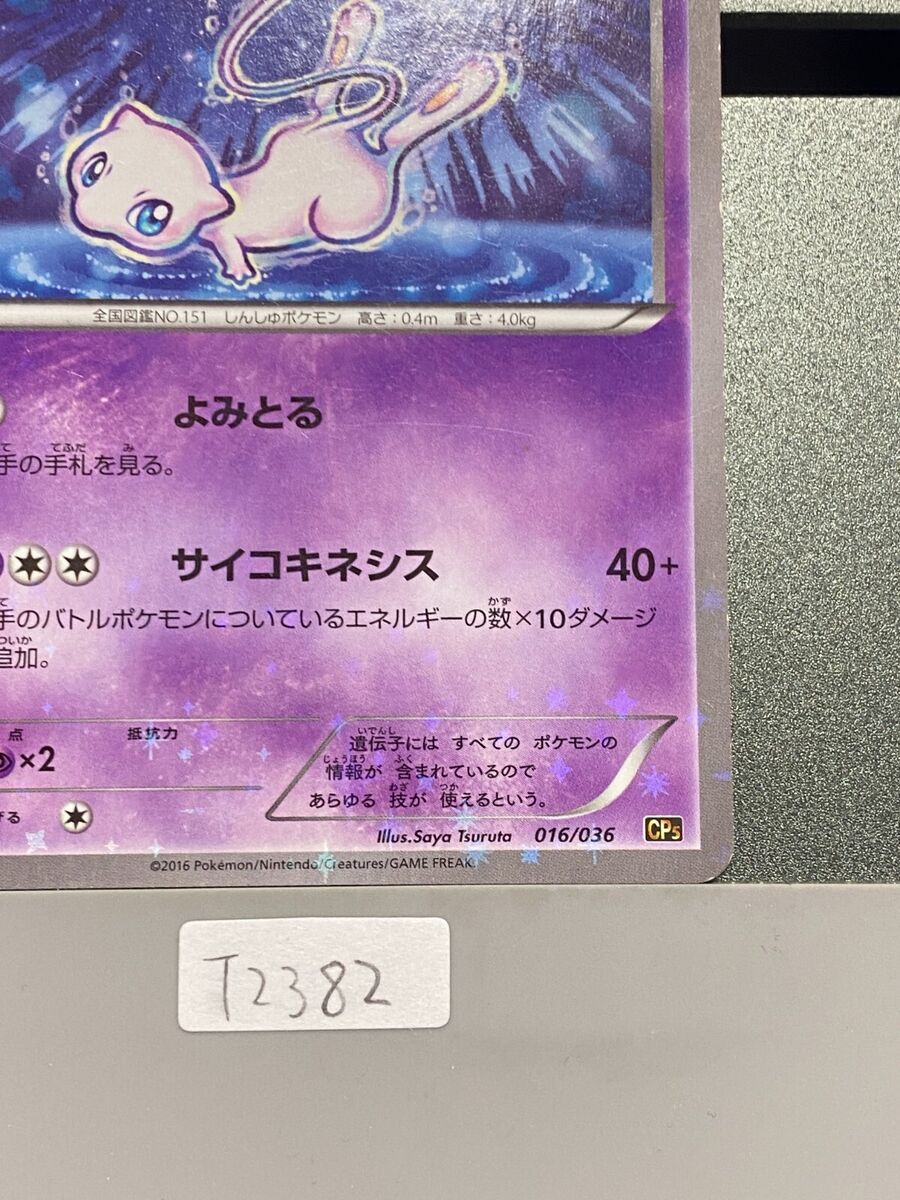 全国図鑑NO.151 しんしゅポケモン 高さ:0.4m 重さ:4.0kg
よみとる
手の手札を見る。
サイコキネシス 40+
手のバトルポケモンについているエネルギーの数×10ダメージ
追加。
点 ×2 抵抗力
げる
遺伝子には すべての ポケモンの
情報が 含まれているので
あらゆる 技が 使えるという。
Illus.Saya Tsuruta 016/036 CP5
©2016 Pokémon/Nintendo/Creatures/GAME FREAK.
T2382